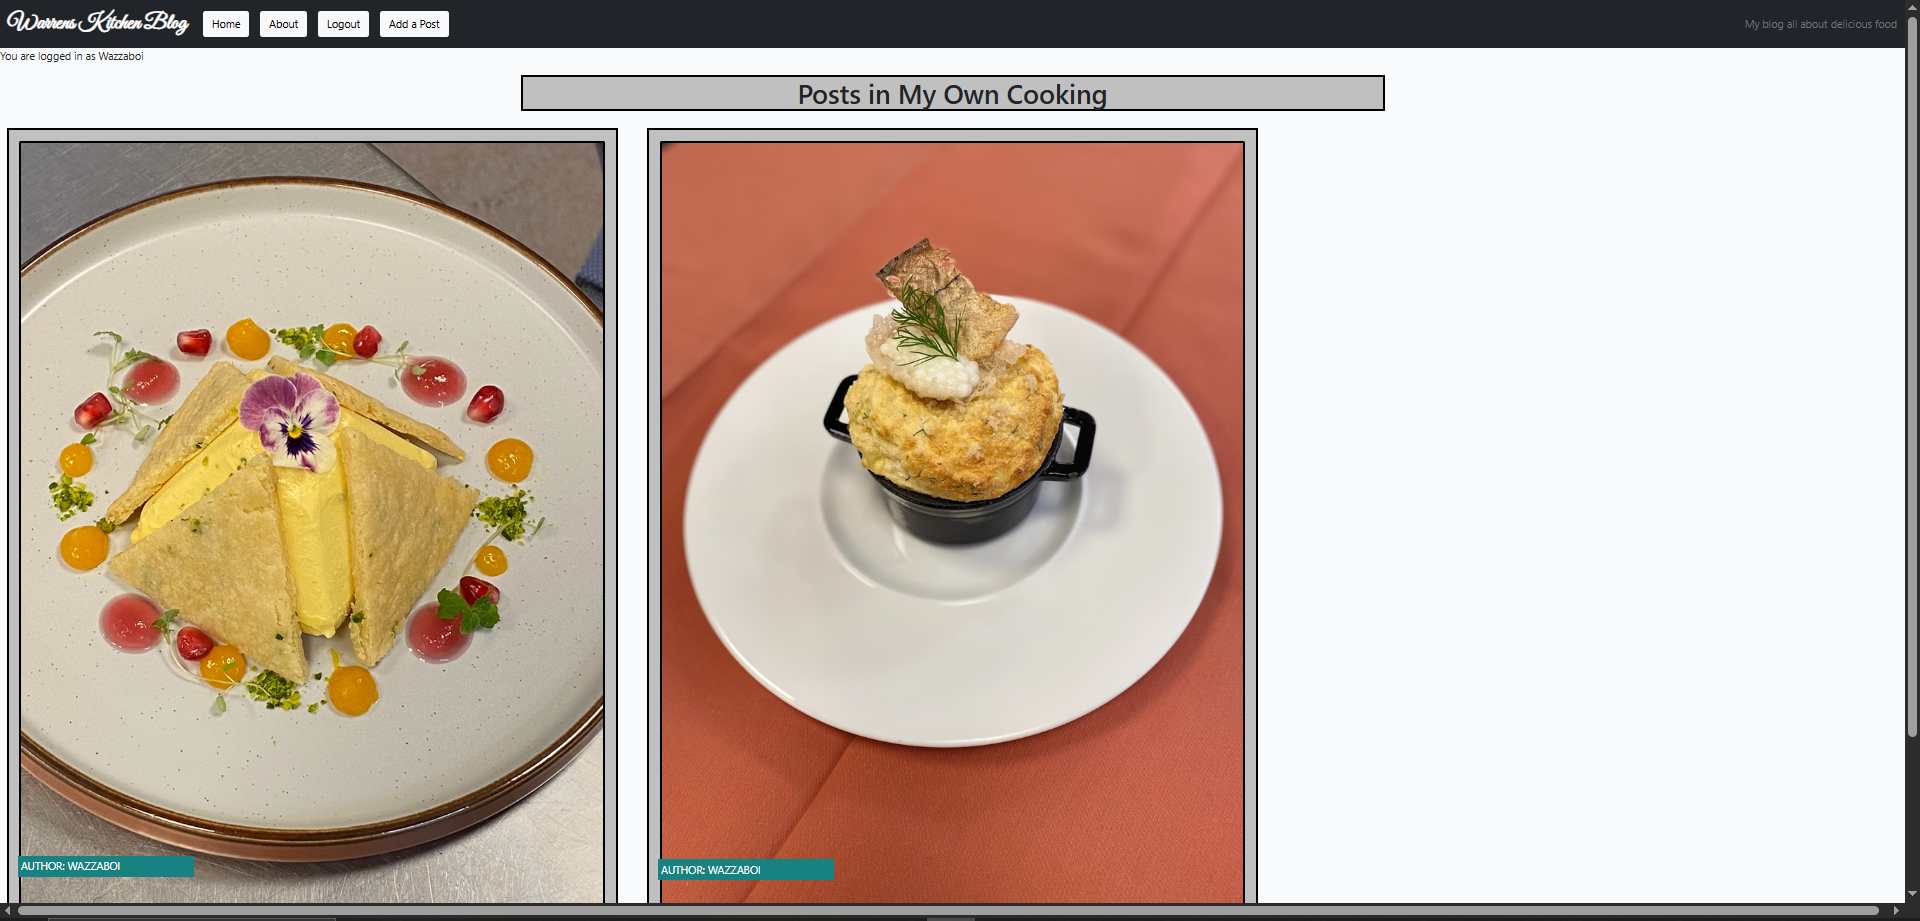 Warrens Kitchen Blog
Home
About
Logout
Add a Post
My blog all about delicious food
You are logged in as Wazzaboi
Posts in My Own Cooking
AUTHOR: WAZZABOI
AUTHOR: WAZZABOI